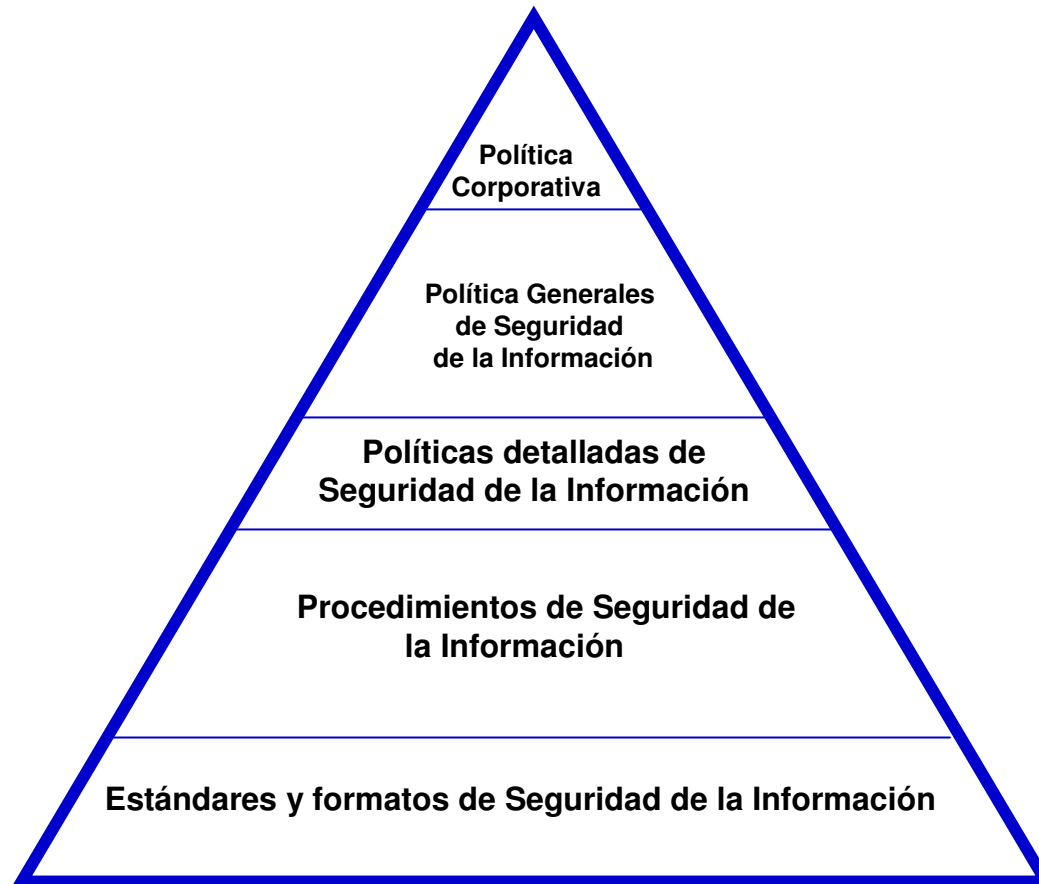 Política
Corporativa
Política Generales
de Seguridad
de la Información
Políticas detalladas de
Seguridad de la Información
Procedimientos de Seguridad de
la Información
Estándares y formatos de Seguridad de la Información